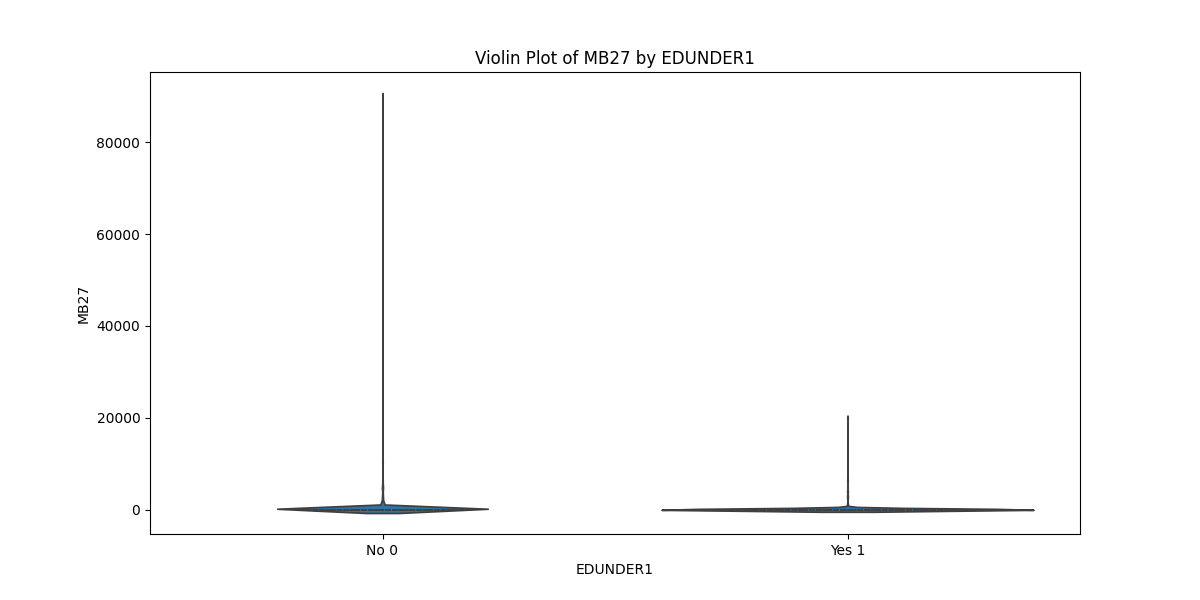 Violin Plot of MB27 by EDUNDER1
80000
60000
40000
20000
0
MB27
No 0
Yes 1
EDUNDER1